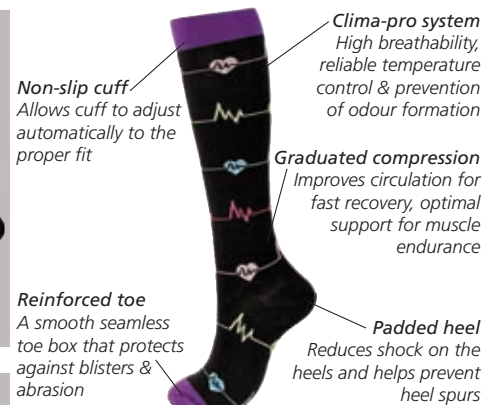 Non-slip cuff
Allows cuff to adjust
automatically to the
proper fit
Clima-pro system
High breathability,
reliable temperature
control & prevention
of odour formation
Graduated compression
Improves circulation for
fast recovery, optimal
support for muscle
endurance
Reinforced toe
A smooth seamless
toe box that protects
against blisters &
abrasion
Padded heel
Reduces shock on the
heels and helps prevent
heel spurs